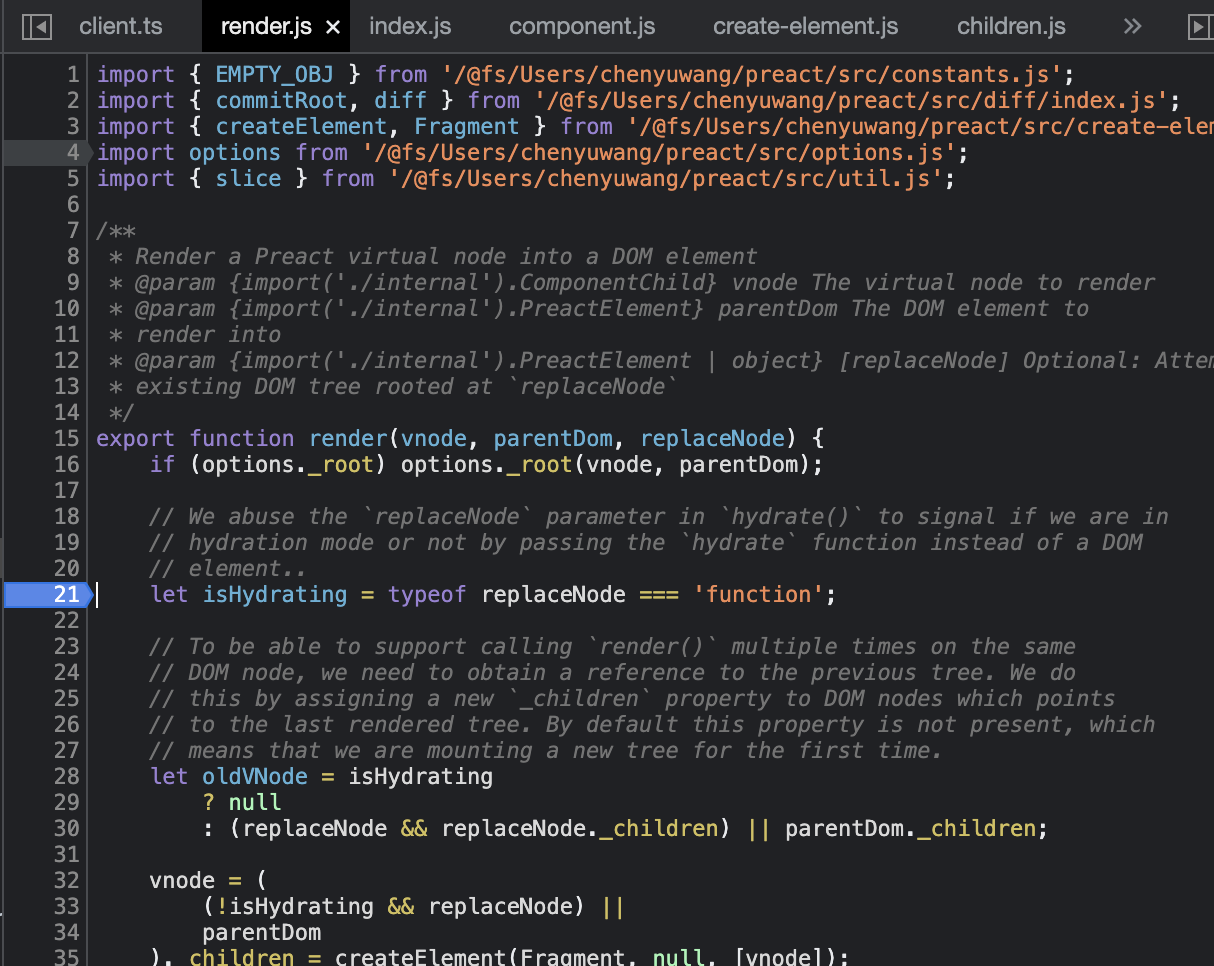 client.ts render.js × index.js component.js create-element.js children.js »
1 import { EMPTY_OBJ } from '/@fs/Users/chenyuwang/preact/src/constants.js';
2 import { commitRoot, diff } from '/@fs/Users/chenyuwang/preact/src/diff/index.js';
3 import { createElement, Fragment } from '/@fs/Users/chenyuwang/preact/src/create-elem
4 import options from '/@fs/Users/chenyuwang/preact/src/options.js';
5 import { slice } from '/@fs/Users/chenyuwang/preact/src/util.js';
6
7 /**
8  * Render a Preact virtual node into a DOM element
9  * @param {import('./internal').ComponentChild} vnode The virtual node to render
10  * @param {import('./internal').PreactElement} parentDom The DOM element to
11  * render into
12  * @param {import('./internal').PreactElement | object} [replaceNode] Optional: Attem
13  * existing DOM tree rooted at `replaceNode`
14  */
15 export function render(vnode, parentDom, replaceNode) {
16     if (options._root) options._root(vnode, parentDom);
17
18     // We abuse the `replaceNode` parameter in `hydrate()` to signal if we are in
19     // hydration mode or not by passing the `hydrate` function instead of a DOM
20     // element..
21     let isHydrating = typeof replaceNode === 'function';
22
23     // To be able to support calling `render()` multiple times on the same
24     // DOM node, we need to obtain a reference to the previous tree. We do
25     // this by assigning a new `_children` property to DOM nodes which points
26     // to the last rendered tree. By default this property is not present, which
27     // means that we are mounting a new tree for the first time.
28     let oldVNode = isHydrating
29         ? null
30         : (replaceNode && replaceNode._children) || parentDom._children;
31
32     vnode = (
33         (!isHydrating && replaceNode) ||
34         parentDom
35     )._children = createElement(Fragment, null, [vnode]);